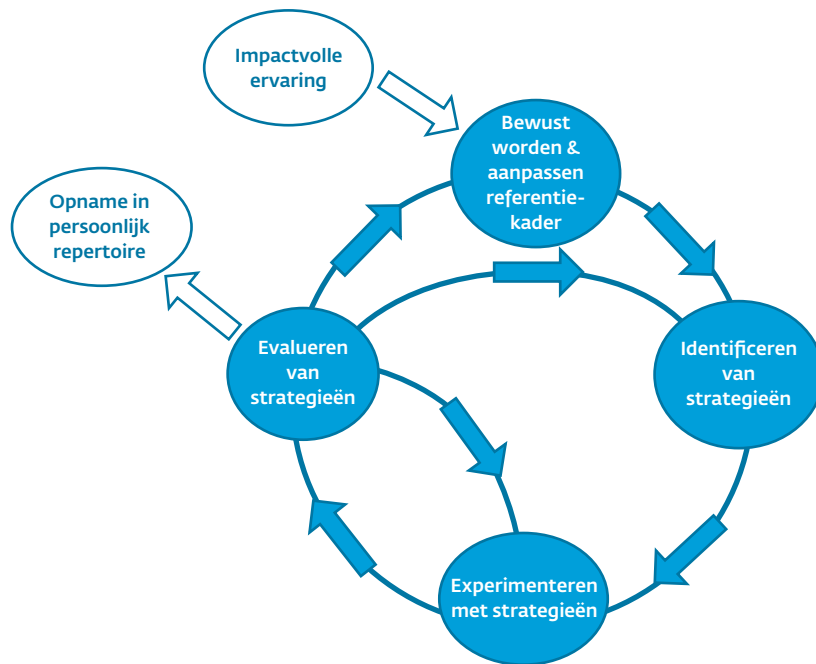 Impactvolle
ervaring
Bewust
worden &
aanpassen
referentie-
kader
Opname in
persoonlijk
repertoire
Evalueren
van
strategieën
Identificeren
van
strategieën
Experimenteren
met strategieën